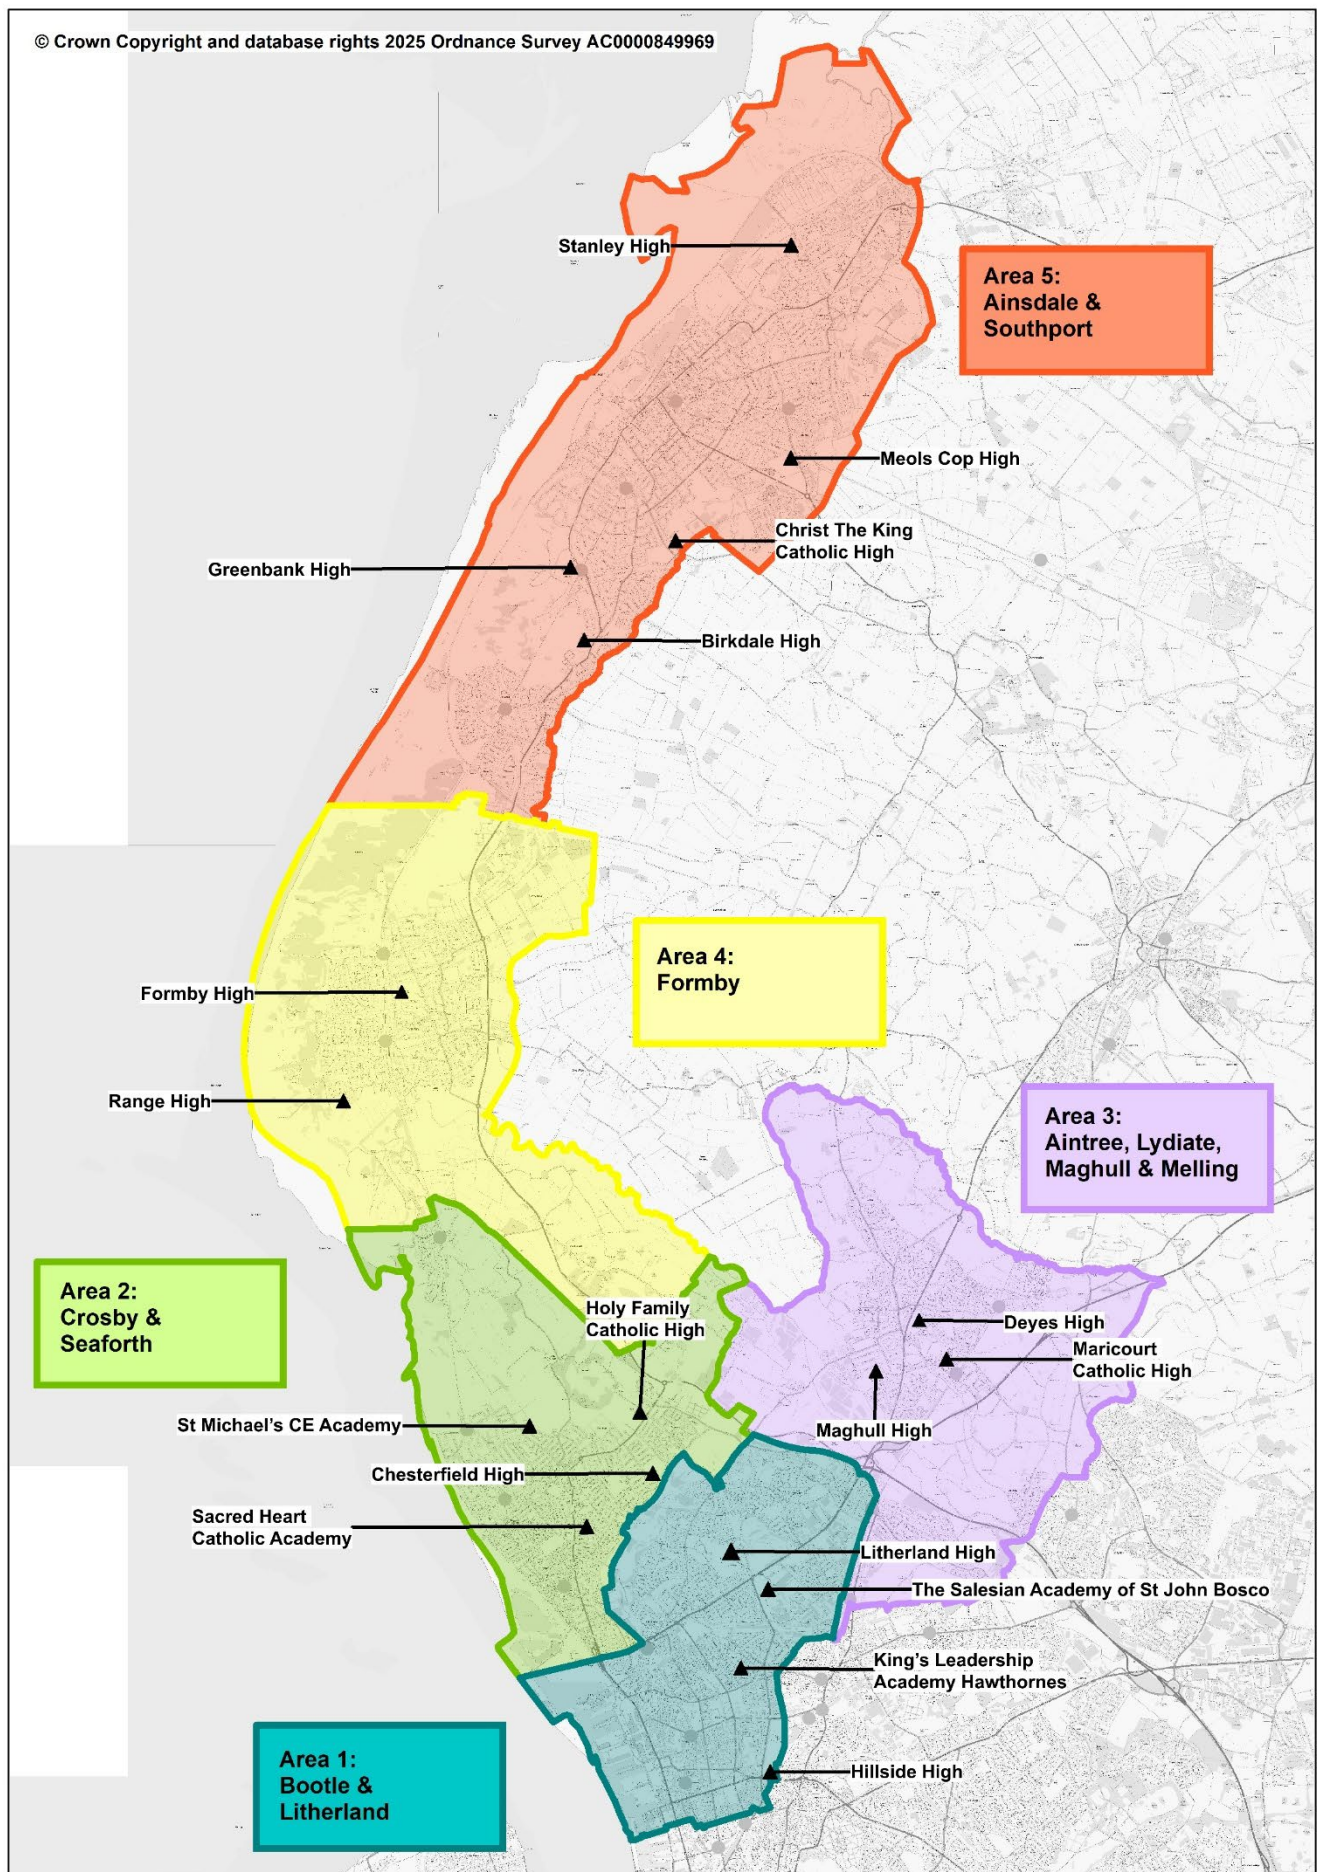 © Crown Copyright and database rights 2025 Ordnance Survey AC0000849969
Stanley High
Area 5:
Ainsdale &
Southport
Meols Cop High
Christ The King
Catholic High
Greenbank High
Birkdale High
Area 4:
Formby
Formby High
Range High
Area 3:
Aintree, Lydiate,
Maghull & Melling
Area 2:
Crosby &
Seaforth
Holy Family
Catholic High
Deyes High
Maricourt
Catholic High
St Michael's CE Academy
Maghull High
Chesterfield High
Sacred Heart
Catholic Academy
Litherland High
The Salesian Academy of St John Bosco
King's Leadership
Academy Hawthornes
Area 1:
Bootle &
Litherland
Hillside High